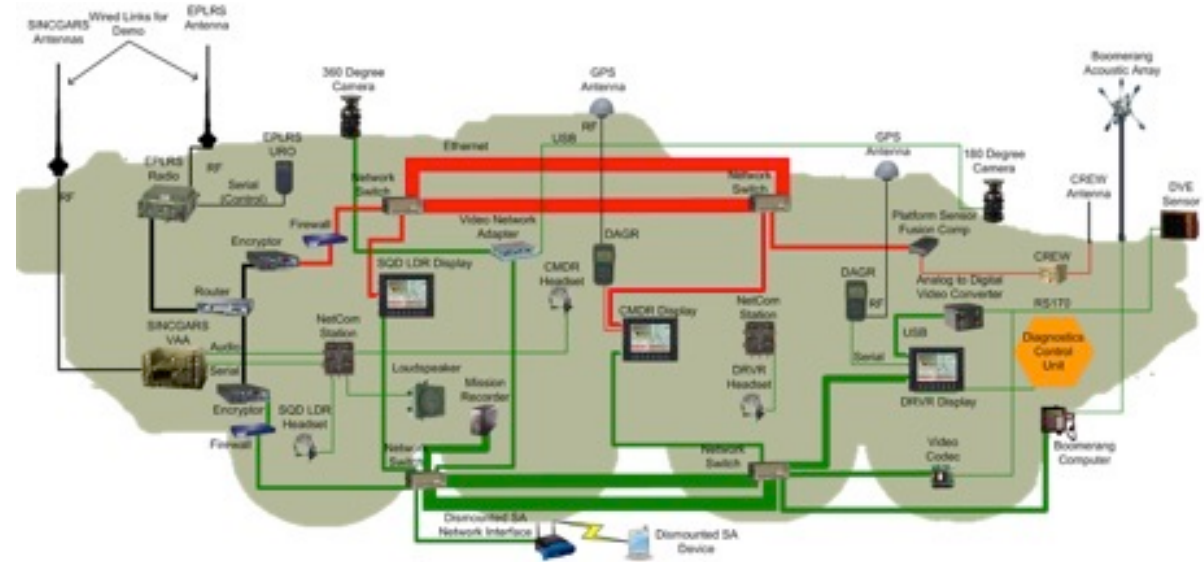 SINCGARS
Antennas
Wired Links for
Demo
EPLRS
Antenna
360 Degree
Camera
GPS
Antenna
Boomerang
Acoustic Array
RF
EPLRS
Radio
RF
EPLRS
URO
Serial
(Control)
Ethernet
RF
USB
GPS
Antenna
180 Degree
Camera
CREW
Antenna
DVE
Sensor
Network
Switch
Network
Switch
Firewall
Encryptor
Video Network
Adapter
DAGR
Platform Sensor
Fusion Comp
CREW
Router
SQD LDR Display
CMDR
Headset
CMDR Display
NetCom
Station
DAGR
RF
Analog to Digital
Video Converter
RS170
SINCGARS
VAA
Audio
Serial
NetCom
Station
Loudspeaker
Mission
Recorder
DRVR
Headset
USB
Serial
Diagnostics
Control
Unit
DRVR Display
Encryptor
Firewall
SQD LDR
Headset
Network
Switch
Network
Switch
Video
Codec
Boomerang
Computer
Dismounted SA
Network Interface
Dismounted SA
Device